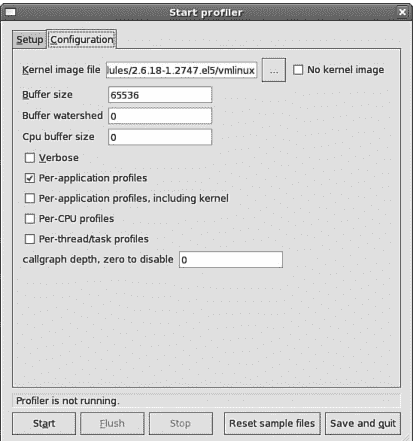 Start profiler
Setup Configuration
Kernel image file lules/2.6.18-1.2747.el5/vmlinux ... No kernel image
Buffer size 65536
Buffer watershed 0
Cpu buffer size 0
Verbose
Per-application profiles
Per-application profiles, including kernel
Per-CPU profiles
Per-thread/task profiles
callgraph depth, zero to disable 0
Profiler is not running.
Start Flush Stop Reset sample files Save and quit